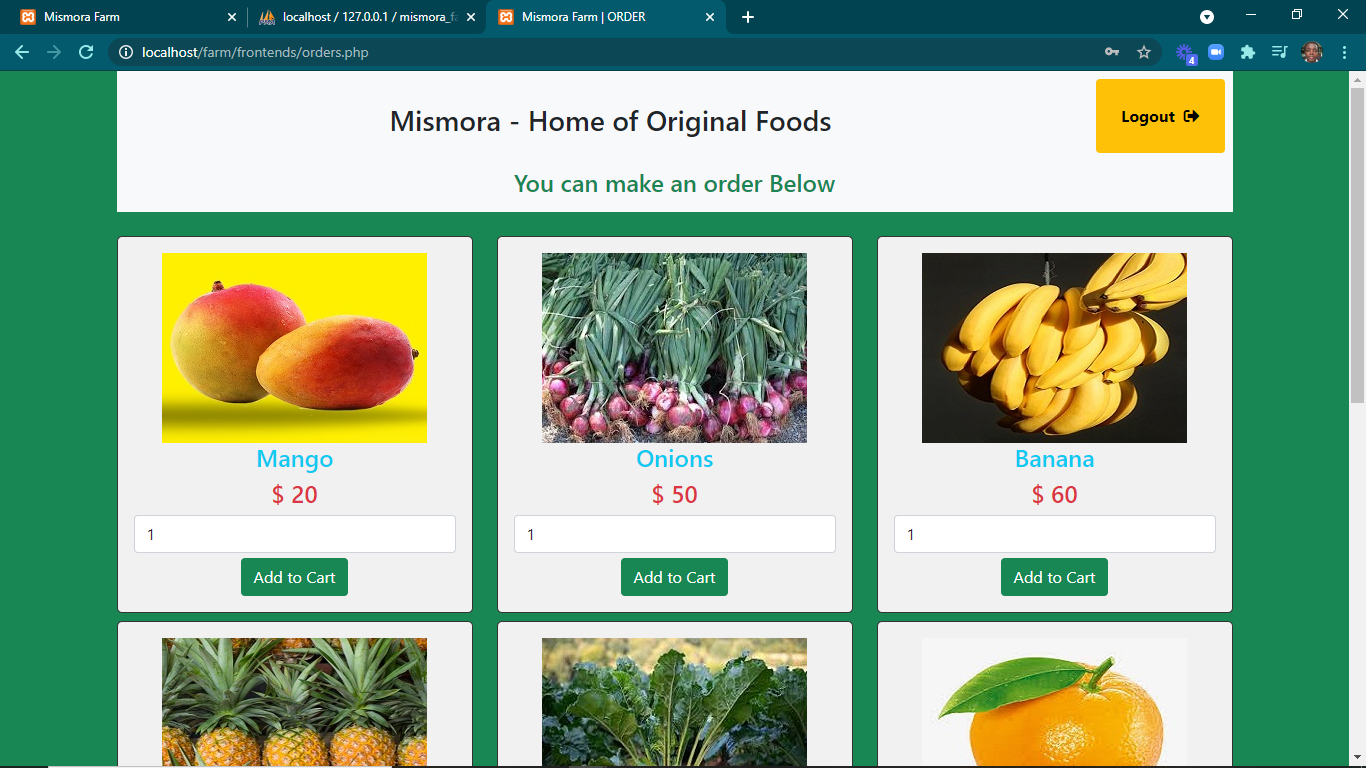 Mismora Farm
localhost / 127.0.0.1 / mismora_fa
Mismora Farm | ORDER
localhost/farm/frontends/orders.php
4
Mismora - Home of Original Foods
Logout
You can make an order Below
Mango
$ 20
1
Add to Cart
Onions
$ 50
1
Add to Cart
Banana
$ 60
1
Add to Cart